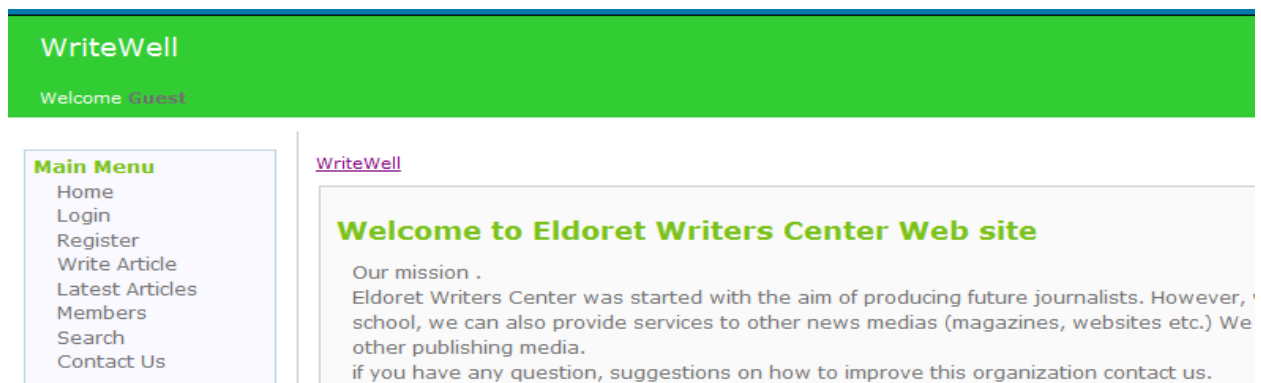 WriteWell
Welcome Guest
Main Menu
Home
Login
Register
Write Article
Latest Articles
Members
Search
Contact Us
WriteWell
Welcome to Eldoret Writers Center Web site
Our mission .
Eldoret Writers Center was started with the aim of producing future journalists. However,
school, we can also provide services to other news medias (magazines, websites etc.) We
other publishing media.
if you have any question, suggestions on how to improve this organization contact us.